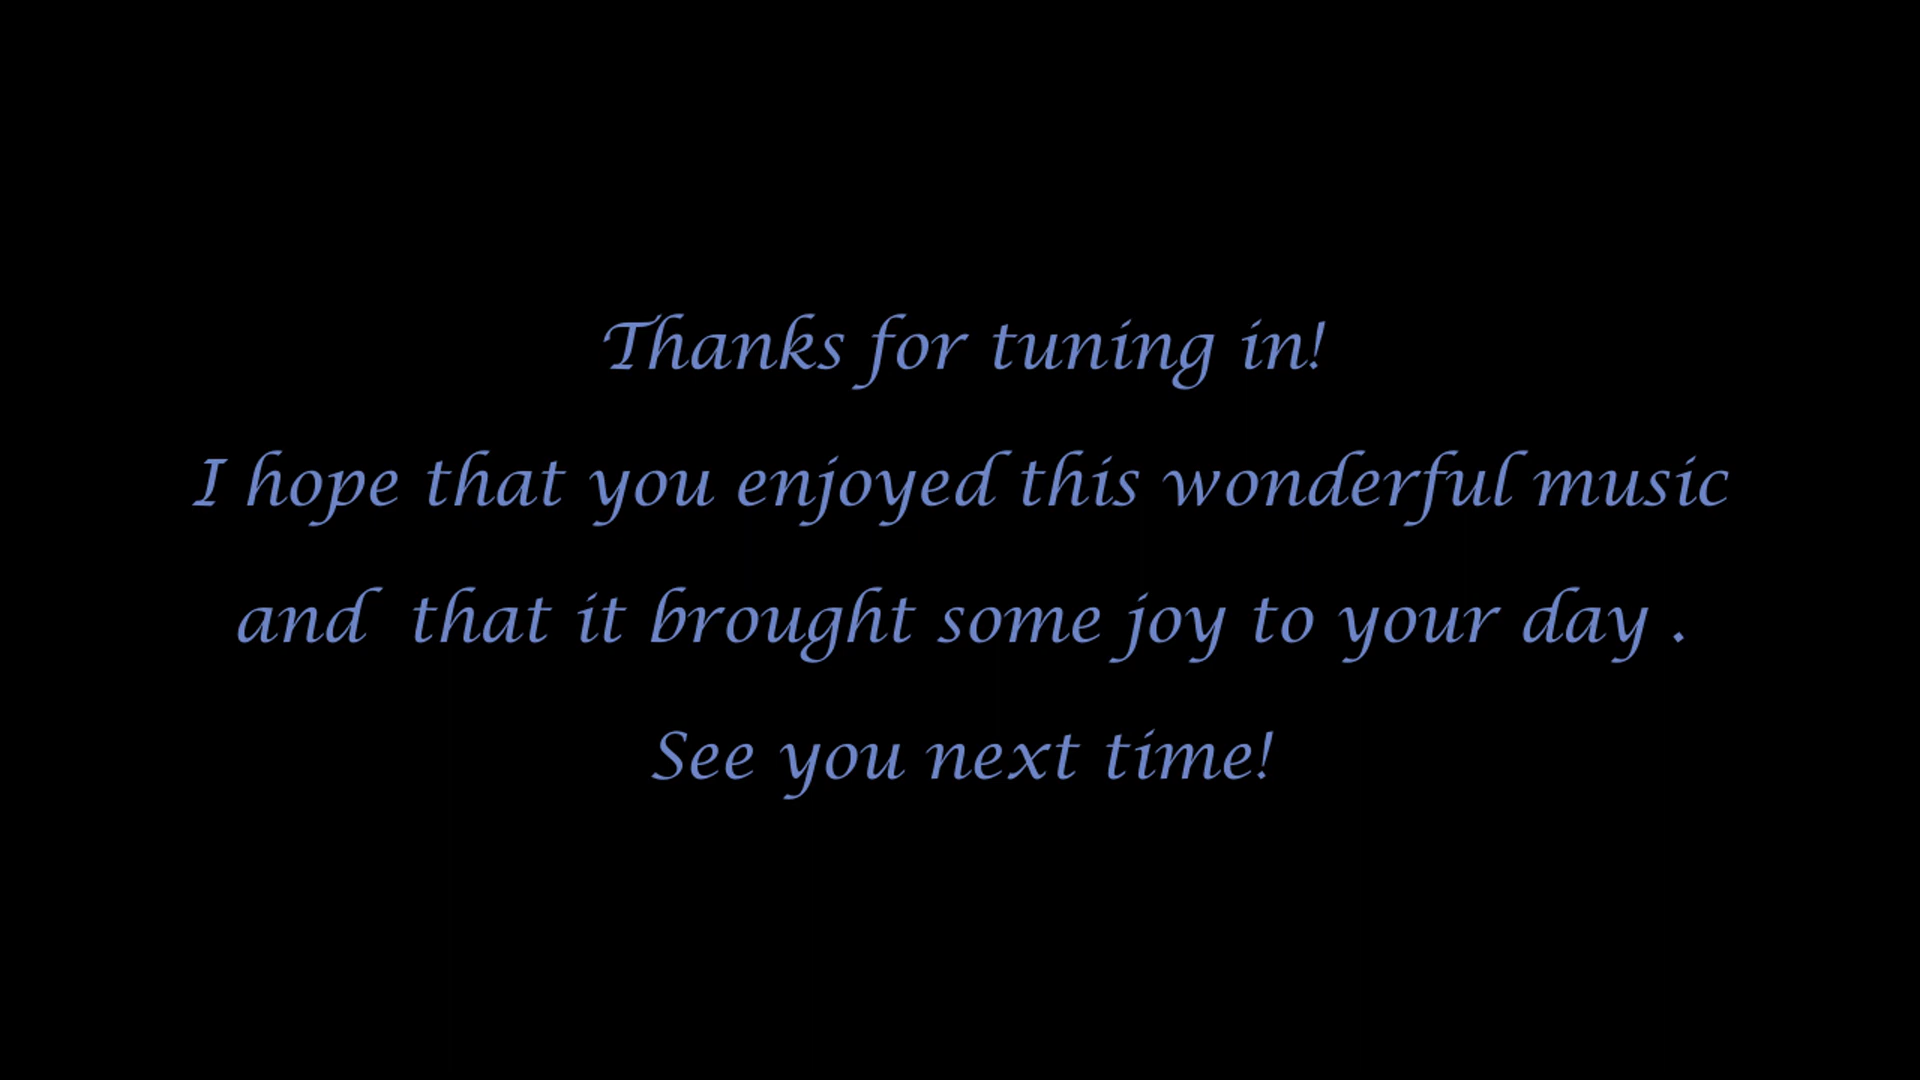 Thanks for tuning in!
I hope that you enjoyed this wonderful music
and  that it brought some joy to your day .
See you next time!